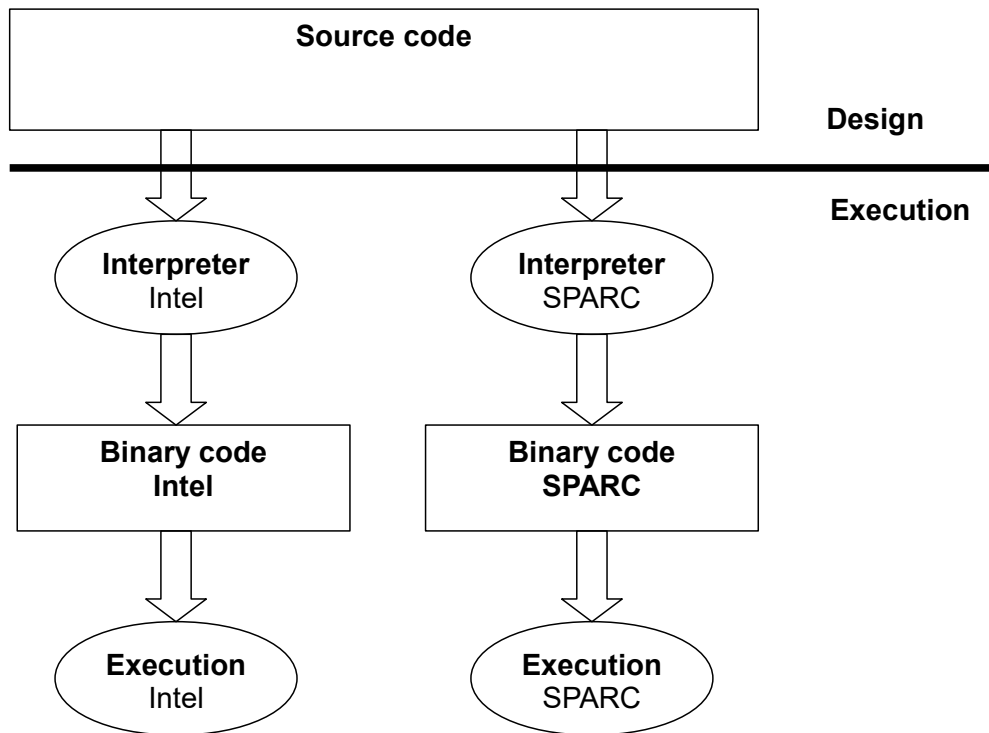 Source code
Design
Execution
Interpreter
Intel
Interpreter
SPARC
Binary code
Intel
Binary code
SPARC
Execution
Intel
Execution
SPARC